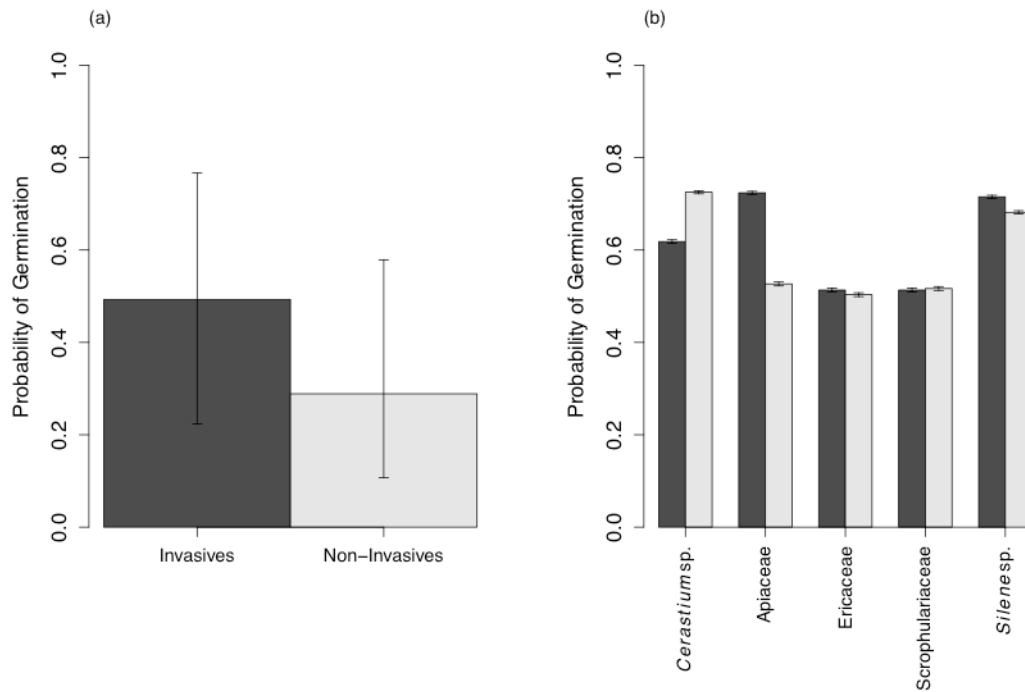 (a)
Probability of Germination
1.0
0.8
0.6
0.4
0.2
0.0
Invasives
Non−Invasives
(b)
Probability of Germination
1.0
0.8
0.6
0.4
0.2
0.0
Cerastium sp.
Apiaceae
Ericaceae
Scrophulariaceae
Silene sp.